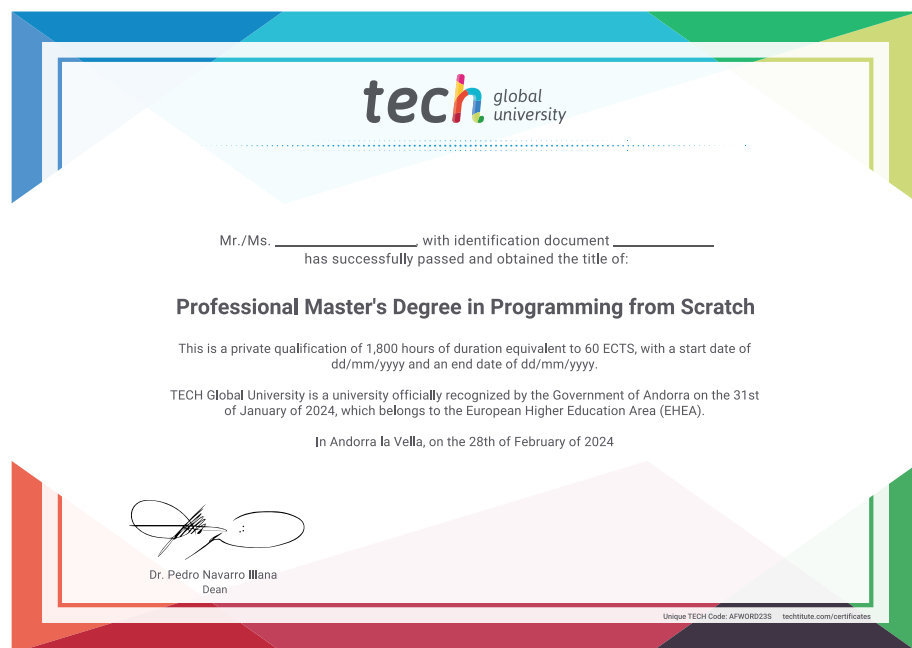 tech global
university
Mr./Ms. ____________, with identification document ____________
has successfully passed and obtained the title of:
Professional Master's Degree in Programming from Scratch
This is a private qualification of 1,800 hours of duration equivalent to 60 ECTS, with a start date of
dd/mm/yyyy and an end date of dd/mm/yyyy.
TECH Global University is a university officially recognized by the Government of Andorra on the 31st
of January of 2024, which belongs to the European Higher Education Area (EHEA).
In Andorra la Vella, on the 28th of February of 2024
Dr. Pedro Navarro Illana
Dean
Unique TECH Code: AFWORD23S techtitute.com/certificates